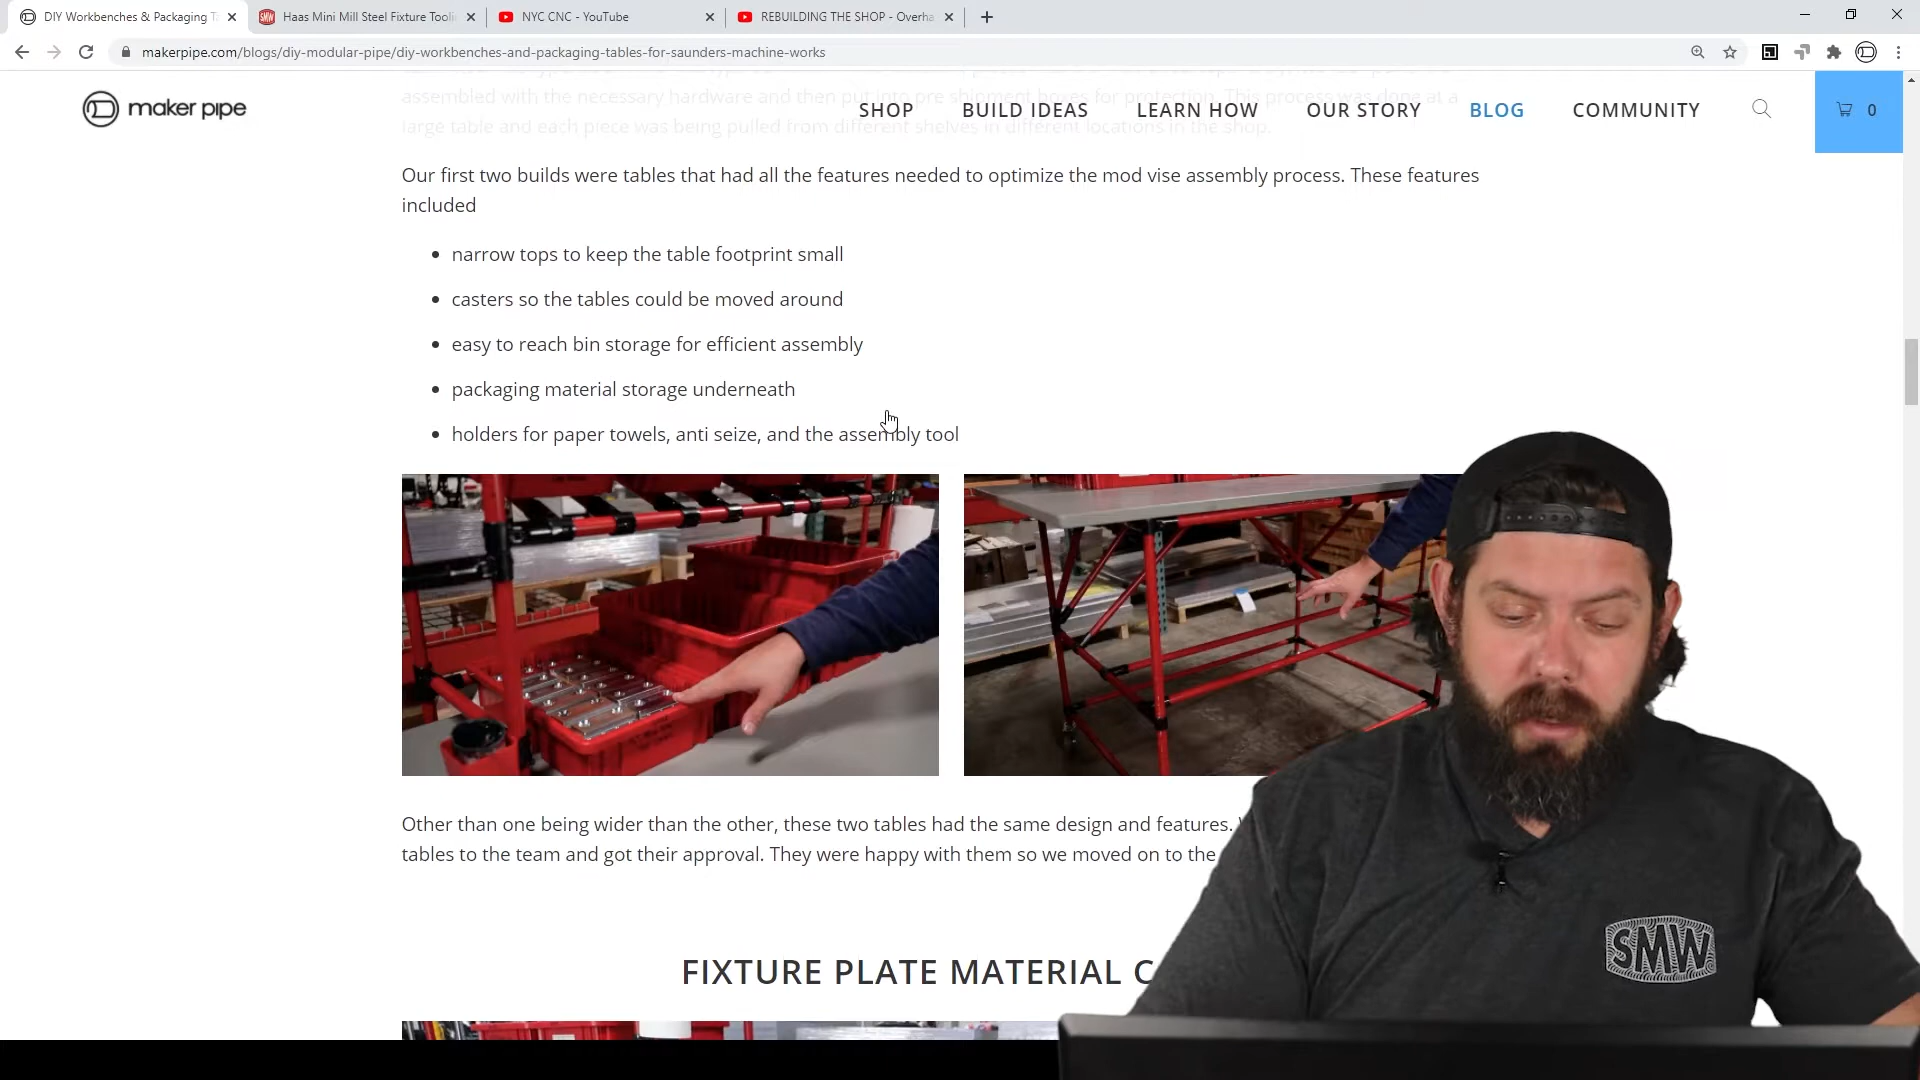 DIY Workbenches & Packaging Ta
Haas Mini Mill Steel Fixture Toolin
NYC CNC - YouTube
REBUILDING THE SHOP - Overha
makerpipe.com/blogs/diy-modular-pipe/diy-workbenches-and-packaging-tables-for-saunders-machine-works
maker pipe
SHOP
BUILD IDEAS
LEARN HOW
OUR STORY
BLOG
COMMUNITY
0
assembled with the necessary hardware and then put into pre shipment boxes for protection. This process was done at a
large table and each piece was being pulled from different shelves in different locations in the shop.
Our first two builds were tables that had all the features needed to optimize the mod vise assembly process. These features
included
narrow tops to keep the table footprint small
casters so the tables could be moved around
easy to reach bin storage for efficient assembly
packaging material storage underneath
holders for paper towels, anti seize, and the assembly tool
Other than one being wider than the other, these two tables had the same design and features.
tables to the team and got their approval. They were happy with them so we moved on to the
FIXTURE PLATE MATERIAL C
SMW